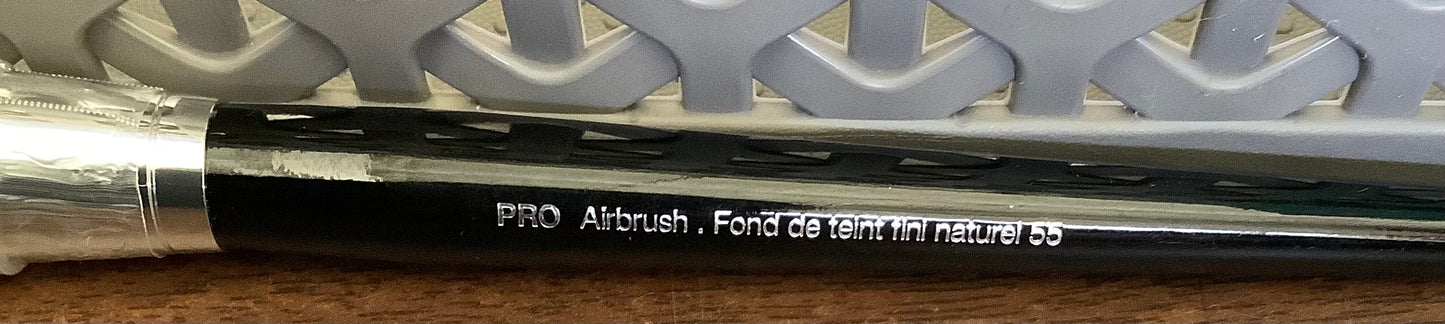 PRO Airbrush . Fond de teint fini naturel 55